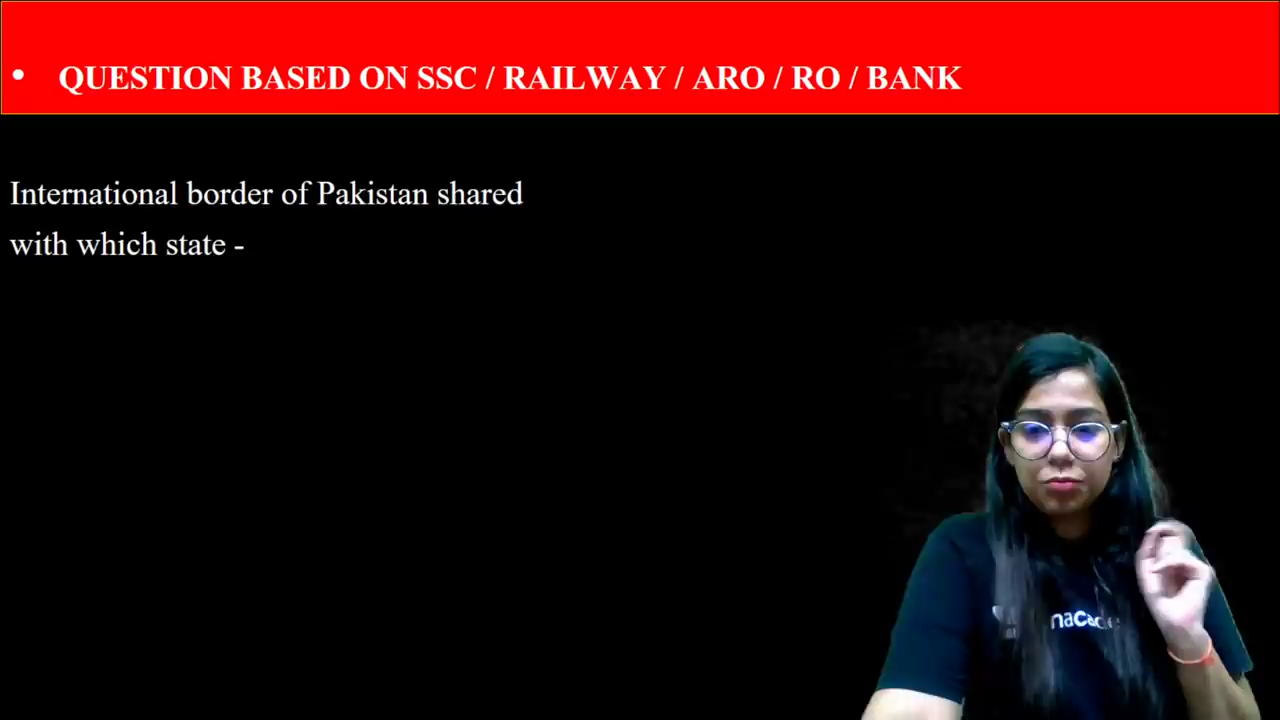 • QUESTION BASED ON SSC / RAILWAY / ARO / RO / BANK
International border of Pakistan shared
with which state -